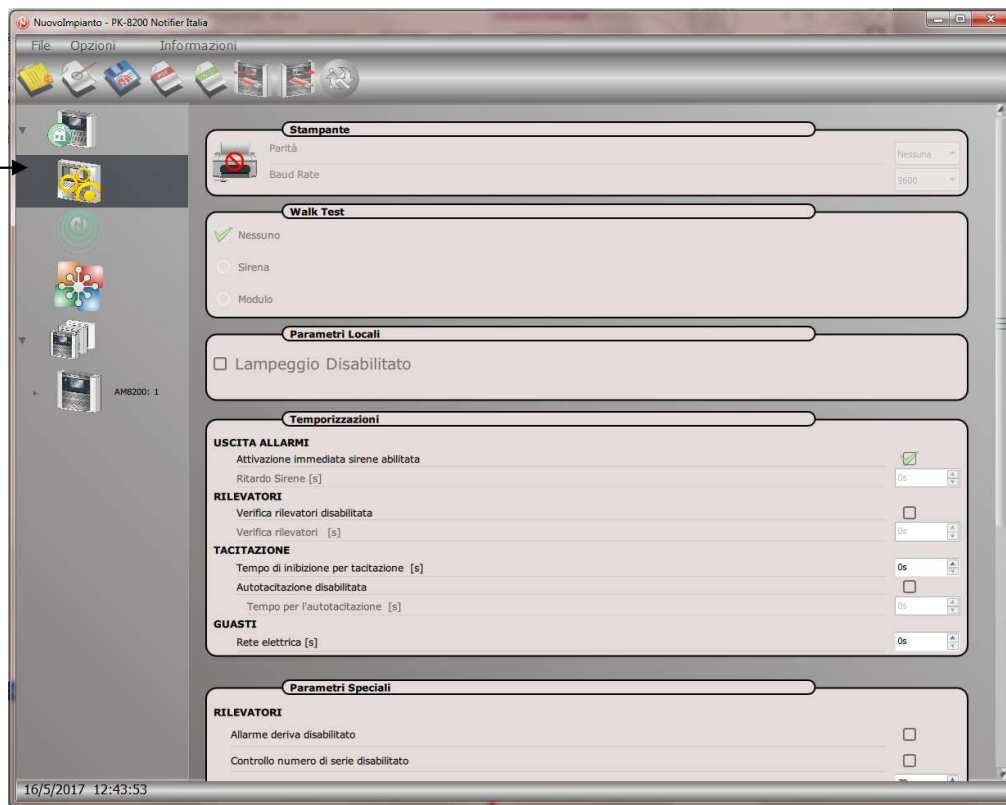 NuovoImpianto - PK-8200 Notifier Italia
File Opzioni Informazioni
Stampante
Parità Nessuna
Baud Rate 9600
Walk Test
Nessuno
Sirena
Modulo
Parametri Locali
Lampeggio Disabilitato
AM8200: 1
Temporizzazioni
USCITA ALLARMI
Attivazione immediata sirene abilitata
Ritardo Sirene [s] 0s
RILEVATORI
Verifica rilevatori disabilitata
Verifica rilevatori [s] 0s
TACITAZIONE
Tempo di inibizione per tacitazione [s] 0s
Autotacitazione disabilitata
Tempo per l'autotacitazione [s] 0s
GUASTI
Rete elettrica [s] 0s
Parametri Speciali
RILEVATORI
Allarme deriva disabilitato
Controllo numero di serie disabilitato
16/5/2017 12:43:53